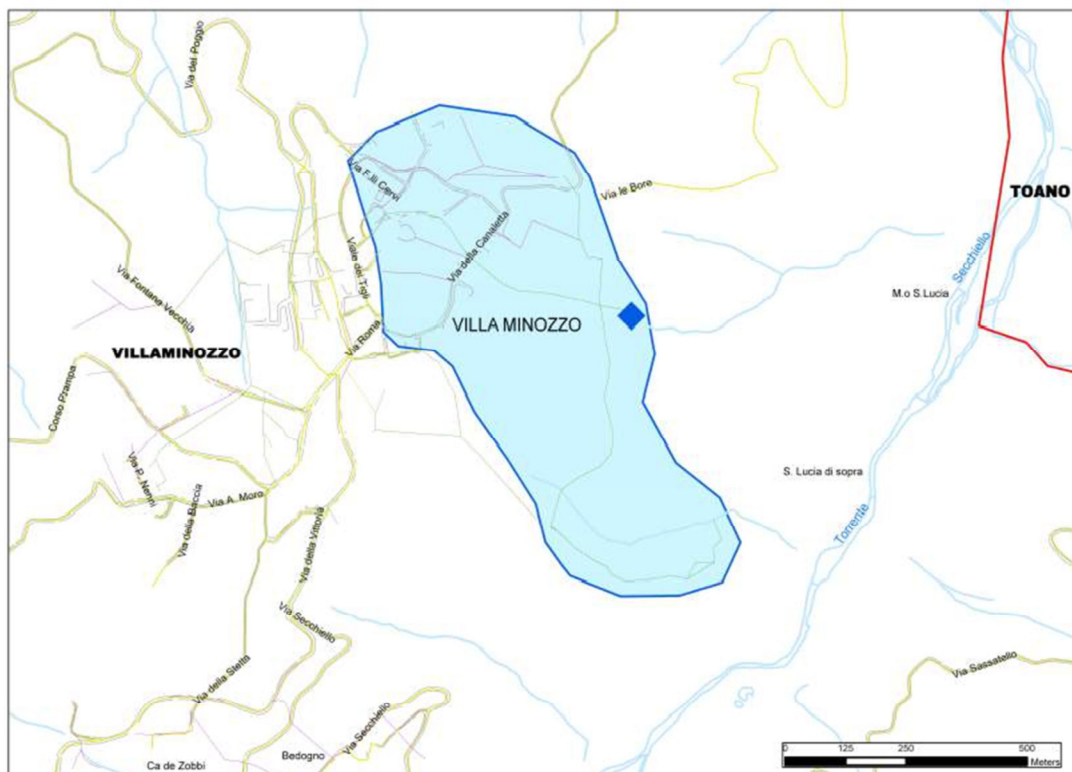 Via del Poggio
Via F.lli Cervi
Via le Bore
TOANO
Via della Canaletta
Viale dei Tigli
Secchiello
Via Fontana Vecchia
M.o S.Lucia
VILLA MINOZZO
Via Roma
VILLAMINOZZO
Corso Prampa
S. Lucia di sopra
Via P. Nenni
Via A. Moro
Via della Baccia
Torrente
Via della Vittoria
Via Secchiello
Via Sassatello
Via della Stetta
Via Secchiello
Bedogno
Ca de Zobbi
0 125 250 500
Meters